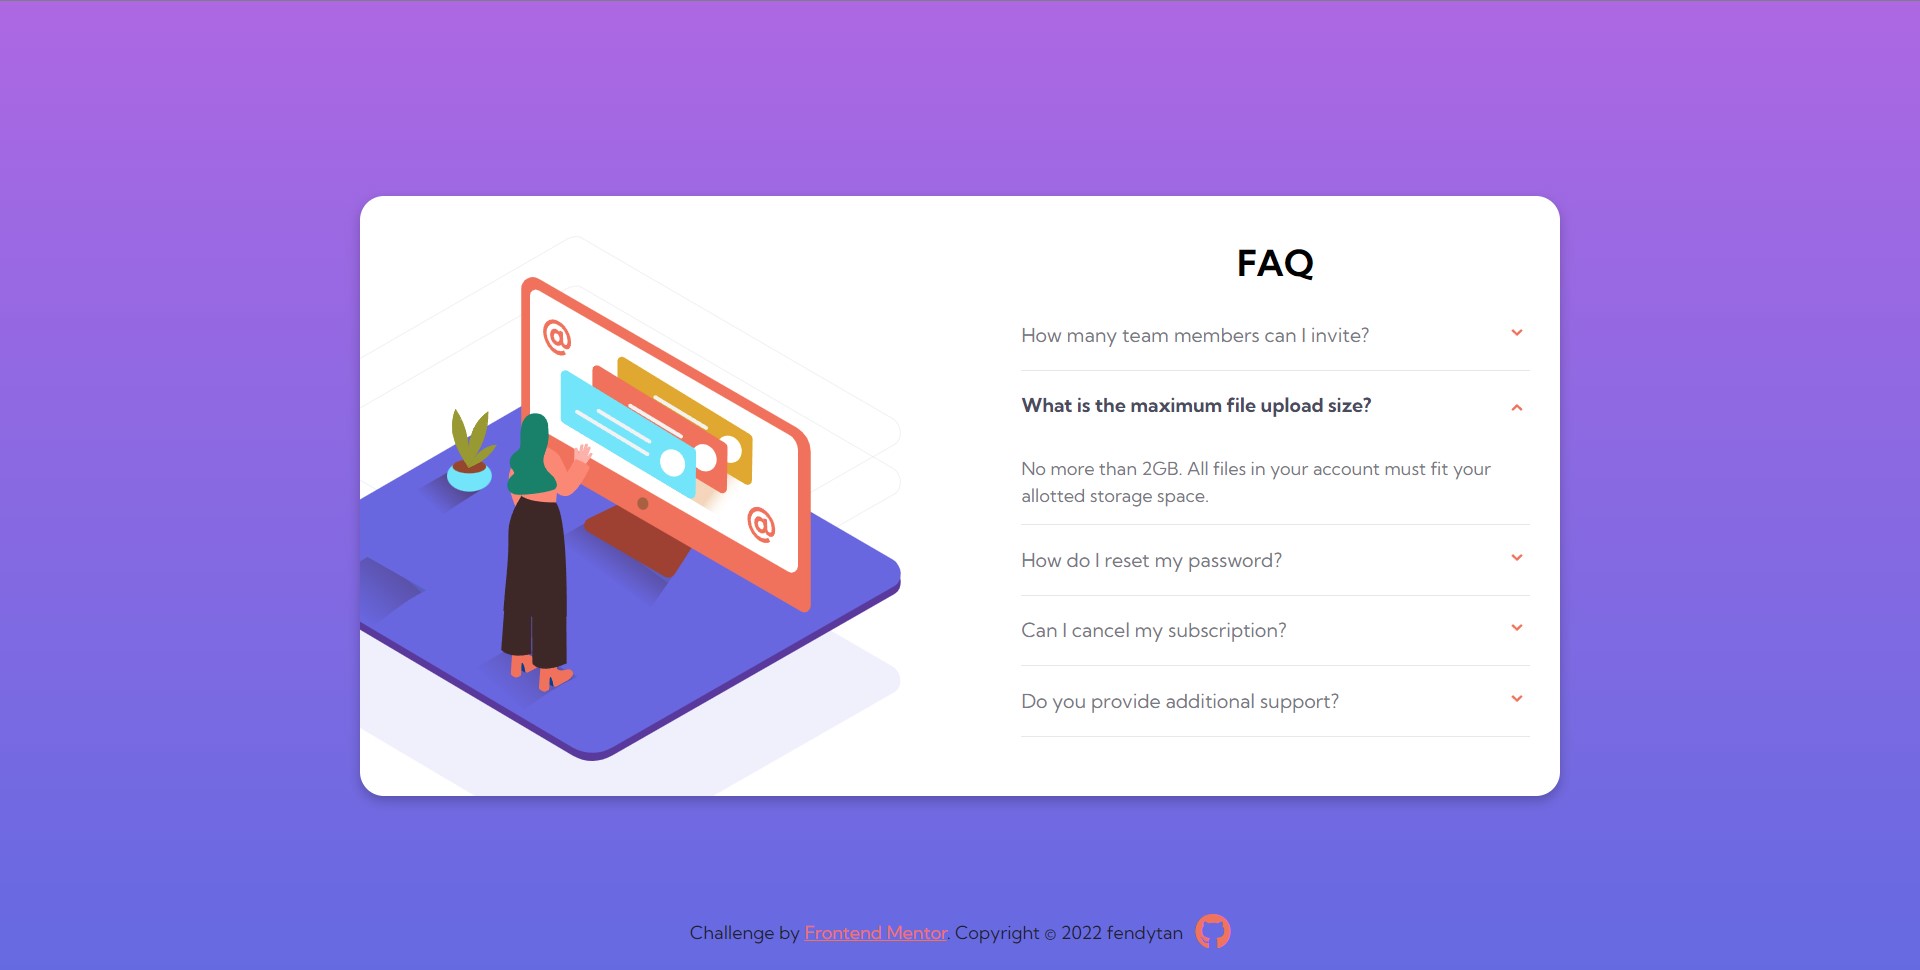 FAQ
How many team members can I invite?
What is the maximum file upload size?
No more than 2GB. All files in your account must fit your
allotted storage space.
How do I reset my password?
Can I cancel my subscription?
Do you provide additional support?
@
@
Challenge by Frontend Mentor. Copyright © 2022 fendytan